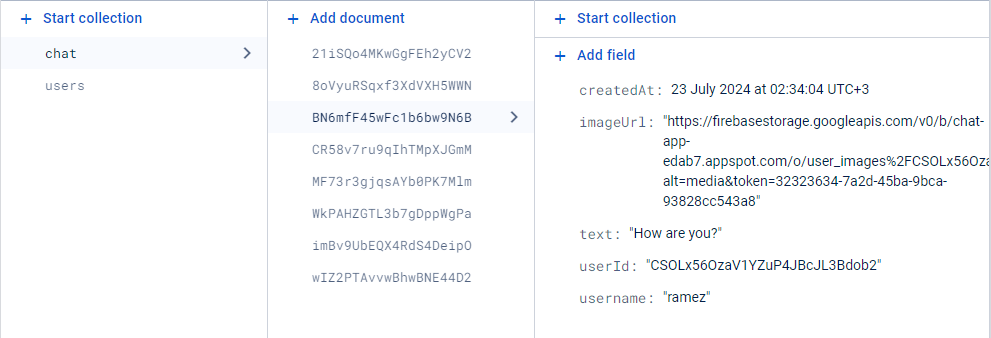 + Start collection
chat
users
+ Add document
21iSQo4MKwGgFEh2yCV2
8oVyuRSqxf3XdVXH5WWN
BN6mfF45wFc1b6bw9N6B
CR58v7ru9qIhTMpXJGmM
MF73r3gjqsAYb0PK7Mlm
WkPAHZGTL3b7gDppWgPa
imBv9UbEQX4RdS4DeipO
wIZ2PTAvvwBhwBNE44D2
+ Start collection
+ Add field
createdAt: 23 July 2024 at 02:34:04 UTC+3
imageUrl: "https://firebasestorage.googleapis.com/v0/b/chat-
app-
edab7.appspot.com/o/user_images%2FCSOLx56Oza
alt=media&token=32323634-7a2d-45ba-9bca-
93828cc543a8"
text: "How are you?"
userId: "CSOLx56OzaV1YZuP4JBcJL3Bdob2"
username: "ramez"